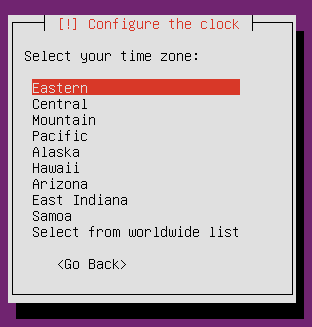 [!] Configure the clock
Select your time zone:
Eastern
Central
Mountain
Pacific
Alaska
Hawaii
Arizona
East Indiana
Samoa
Select from worldwide list
<Go Back>